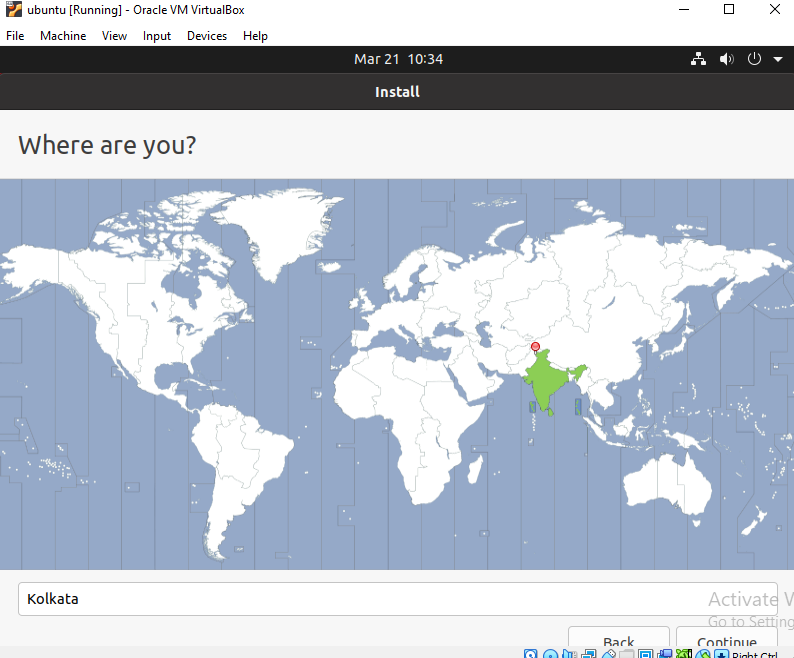 ubuntu [Running] - Oracle VM VirtualBox
File Machine View Input Devices Help
Mar 21 10:34
Install
Where are you?
Kolkata
Activate W
Go to Setting
Back Continue
Right Ctrl